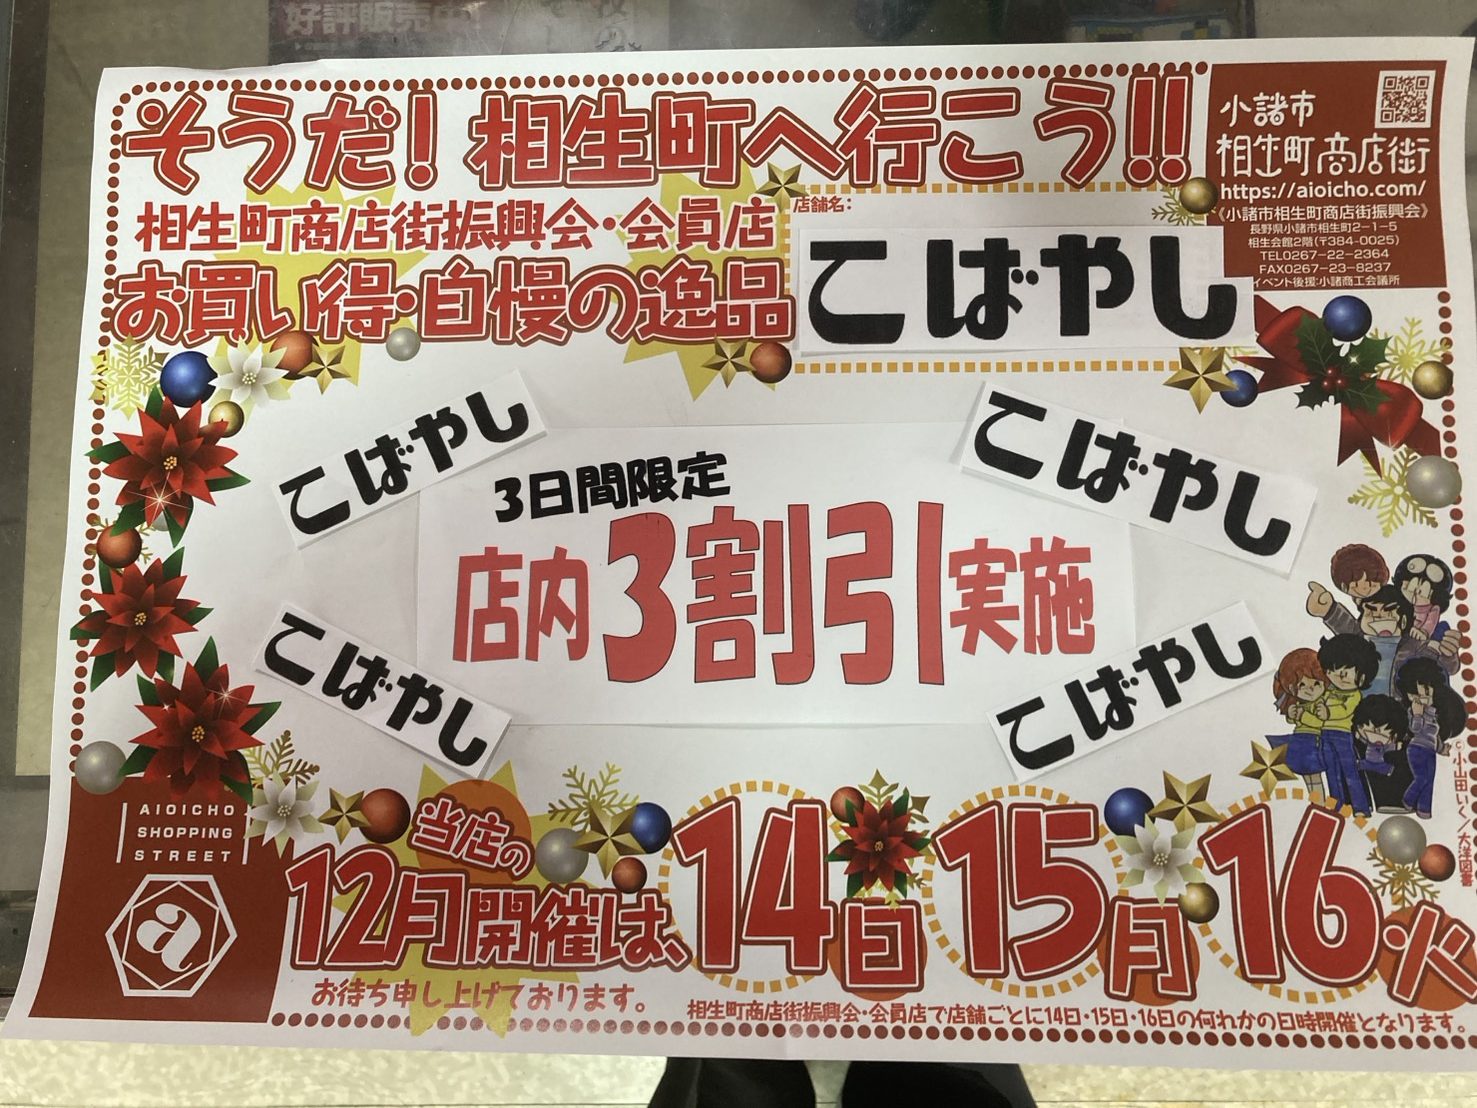 好評販売中
そうだ！相生町へ行こう!!
相生町商店街振興会・会員店
お買い得・自慢の逸品
店舗名：
こばやし
小諸市
相生町商店街
https://aioicho.com/
《小諸市相生町商店街振興会》
長野県小諸市相生町2-1-5
相生会館2階(〒384-0025)
TEL0267-22-2364
FAX0267-23-8237
イベント後援:小諸商工会議所
こばやし
こばやし
3日間限定
店内3割引実施
こばやし
こばやし
©小山田いく／大洋図書
AIOICHO
SHOPPING
STREET
a
当店の
12月開催は、14日15月16火
お待ち申し上げております。
相生町商店街振興会・会員店で店舗ごとに14日・15日・16日の何れかの日時開催となります。